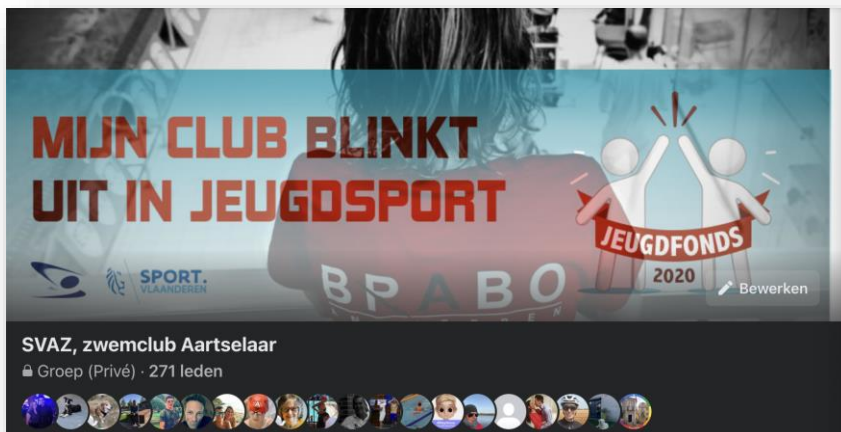 MIJN CLUB BLINKT
UIT IN JEUGDSPORT
JEUGDFONDS
2020
SPORT.
VLAANDEREN
BRABO
Bewerken
SVAZ, zwemclub Aartselaar
Groep (Privé) · 271 leden